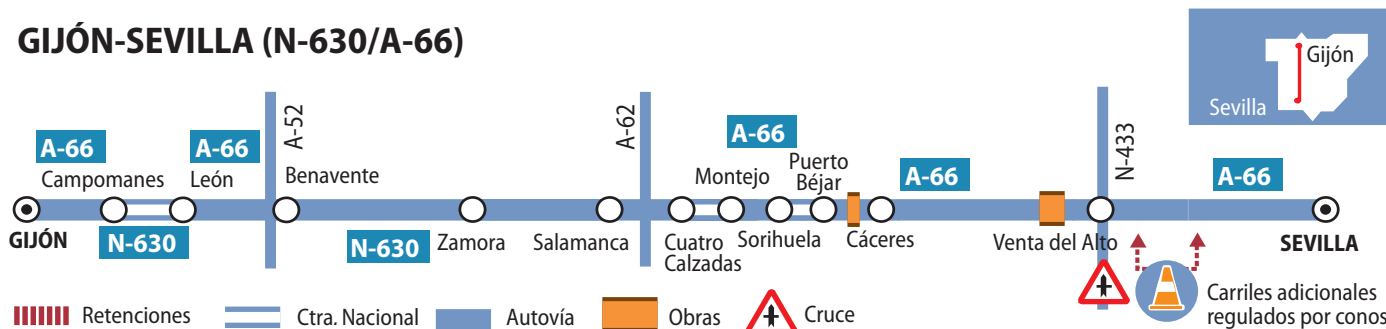 GIJÓN-SEVILLA (N-630/A-66)
Gijón
Sevilla
A-52
A-62
N-433
A-66
A-66
A-66
A-66
A-66
Campomanes
León
Benavente
Montejo
Puerto
Béjar
GIJÓN
N-630
N-630
Zamora
Salamanca
Cuatro
Calzadas
Sorihuela
Cáceres
Venta del Alto
SEVILLA
Retenciones
Ctra. Nacional
Autovía
Obras
Cruce
Carriles adicionales
regulados por conos